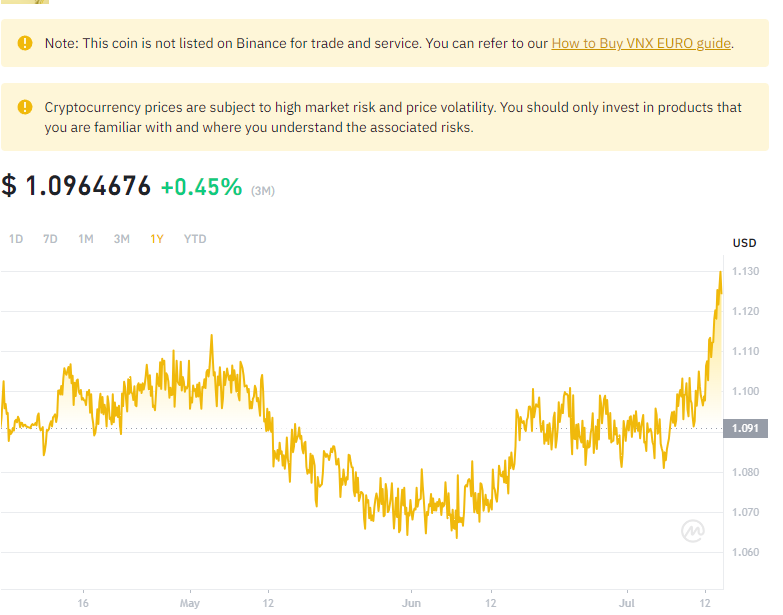 Note: This coin is not listed on Binance for trade and service. You can refer to our How to Buy VNX EURO guide.
Cryptocurrency prices are subject to high market risk and price volatility. You should only invest in products that
you are familiar with and where you understand the associated risks.
$ 1.0964676 +0.45% (3M)
1D 7D 1M 3M 1Y YTD
USD
1.130
1.120
1.110
1.100
1.091
1.080
1.070
1.060
16 May 12 Jun 12 Jul 12